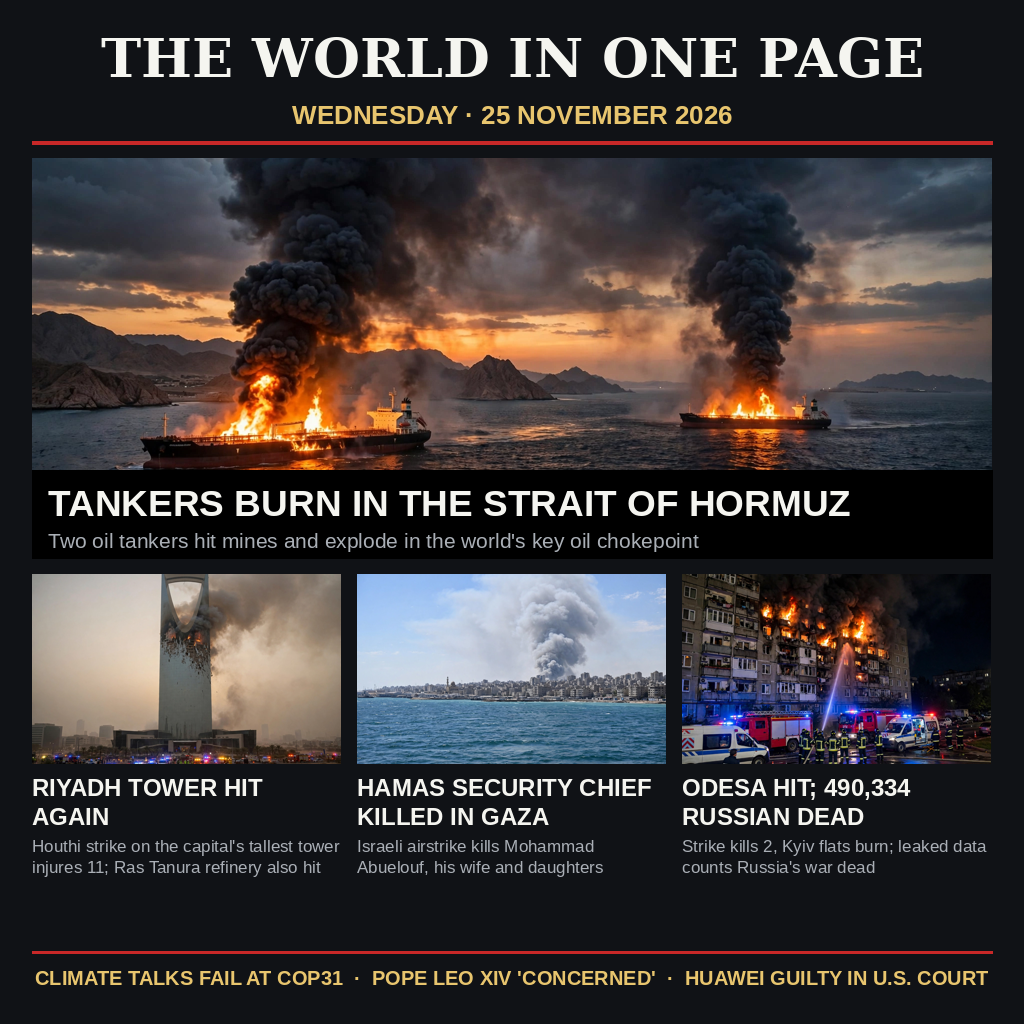 THE WORLD IN ONE PAGE
WEDNESDAY · 25 NOVEMBER 2026
TANKERS BURN IN THE STRAIT OF HORMUZ
Two oil tankers hit mines and explode in the world's key oil chokepoint
RIYADH TOWER HIT
AGAIN
Houthi strike on the capital's tallest tower
injures 11; Ras Tanura refinery also hit
HAMAS SECURITY CHIEF
KILLED IN GAZA
Israeli airstrike kills Mohammad
Abuelouf, his wife and daughters
ODESA HIT; 490,334
RUSSIAN DEAD
Strike kills 2, Kyiv flats burn; leaked data
counts Russia's war dead
CLIMATE TALKS FAIL AT COP31 · POPE LEO XIV 'CONCERNED' · HUAWEI GUILTY IN U.S. COURT